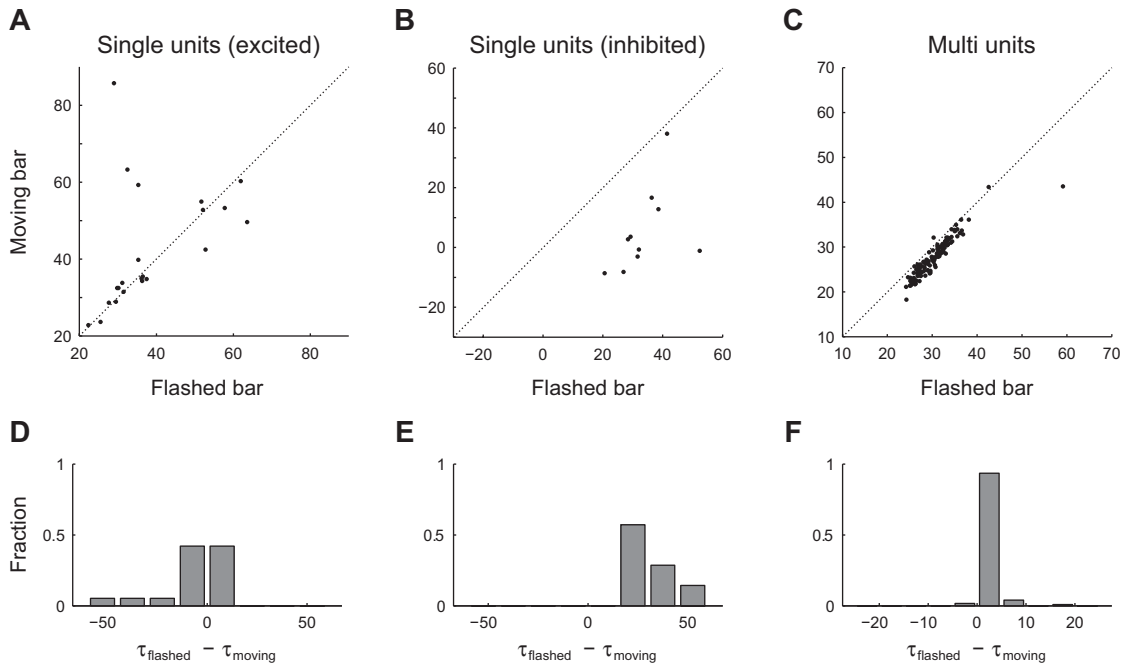 A
B
C
Single units (excited)
Single units (inhibited)
Multi units
Moving bar
80
60
40
20
20 40 60 80
Flashed bar
60
40
20
0
−20
−20 0 20 40 60
Flashed bar
70
60
50
40
30
20
10
10 20 30 40 50 60 70
Flashed bar
D
E
F
Fraction
1
0.5
0
−50 0 50
τflashed − τmoving
1
0.5
0
−50 0 50
τflashed − τmoving
1
0.5
0
−20 −10 0 10 20
τflashed − τmoving